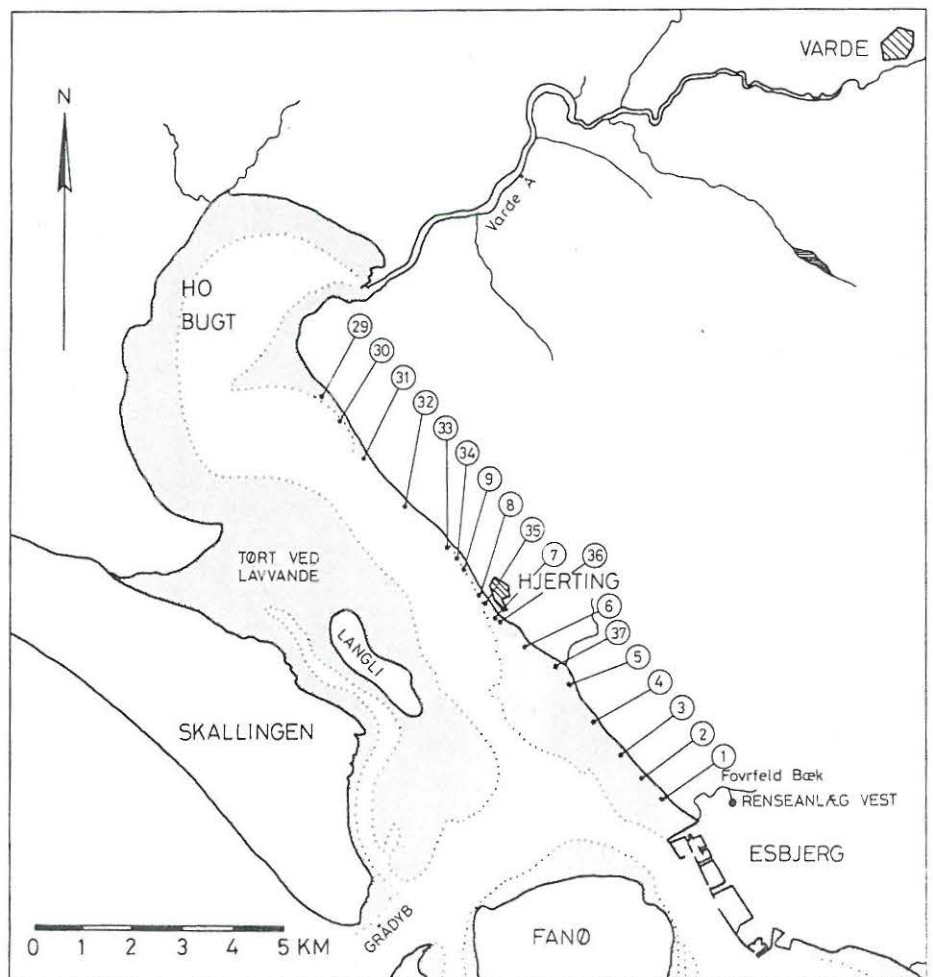 VARDE
N
Varde Å
HO
BUGT
29
30
31
32
33
34
9
8
35
7
36
HJERTING
6
37
5
4
3
2
1
TØRT VED
LAVVANDE
LANGLI
SKALLINGEN
Fovrfeld Bæk
RENSEANLÆG VEST
ESBJERG
GRÅDYB
FANØ
0 1 2 3 4 5 KM